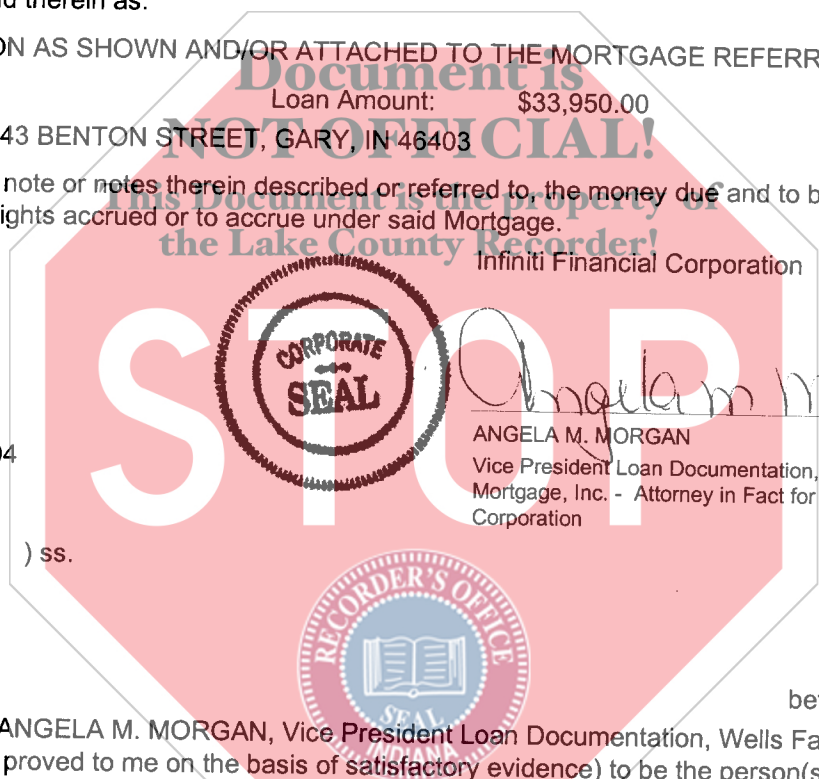 d therein as:
ON AS SHOWN AND/OR ATTACHED TO THE MORTGAGE REFERR
Document is
Loan Amount: $33,950.00
NOT OFFICIAL!
43 BENTON STREET, GARY, IN 46403
note or notes therein described or referred to, the money due and to b
This Document is the property of
ights accrued or to accrue under said Mortgage.
the Lake County Recorder!
Infiniti Financial Corporation
STOP
CORPORATE
SEAL
Angela m M
ANGELA M. MORGAN
04
Vice President Loan Documentation,
Mortgage, Inc. - Attorney in Fact for
Corporation
) ss.
RECORDER'S OFFICE
SEAL
INDIANA
be
ANGELA M. MORGAN, Vice President Loan Documentation, Wells Fa
proved to me on the basis of satisfactory evidence) to be the person(s